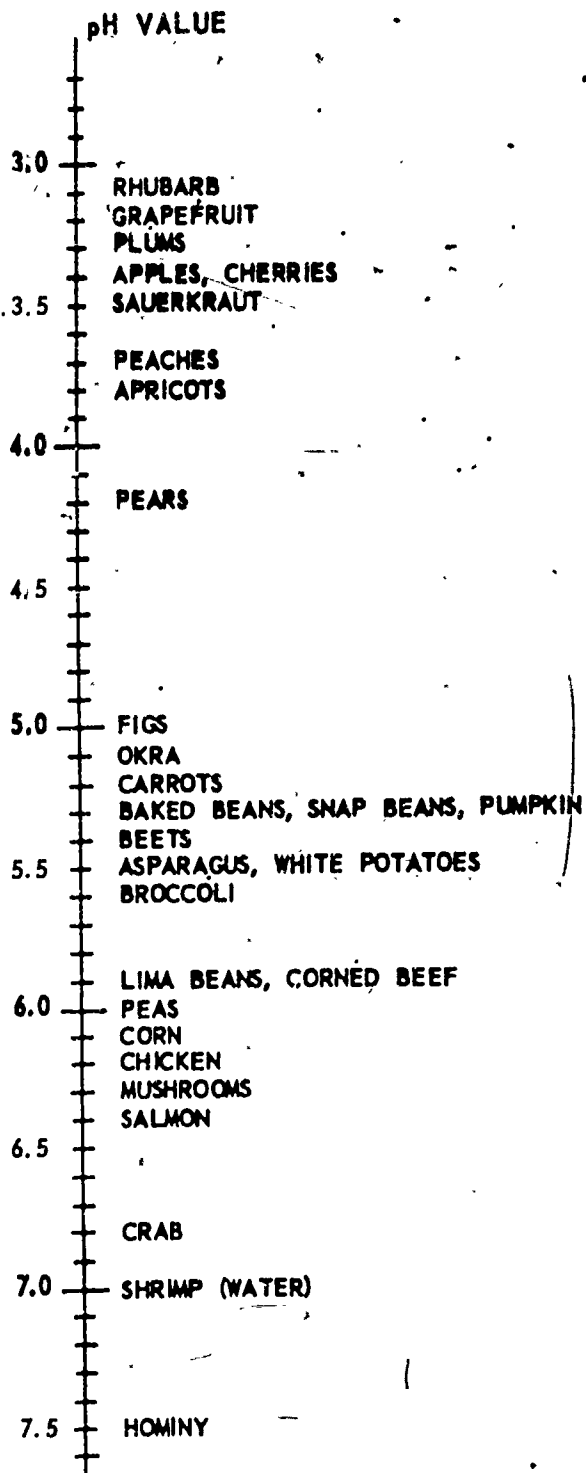 pH VALUE
3.0
RHUBARB
GRAPEFRUIT
PLUMS
APPLES, CHERRIES
3.5 SAUERKRAUT
PEACHES
APRICOTS
4.0
PEARS
4.5
5.0 FIGS
OKRA
CARROTS
BAKED BEANS, SNAP BEANS, PUMPKIN
BEETS
5.5 ASPARAGUS, WHITE POTATOES
BROCCOLI
LIMA BEANS, CORNED BEEF
6.0 PEAS
CORN
CHICKEN
MUSHROOMS
SALMON
6.5
CRAB
7.0 SHRIMP (WATER)
7.5 HOMINY